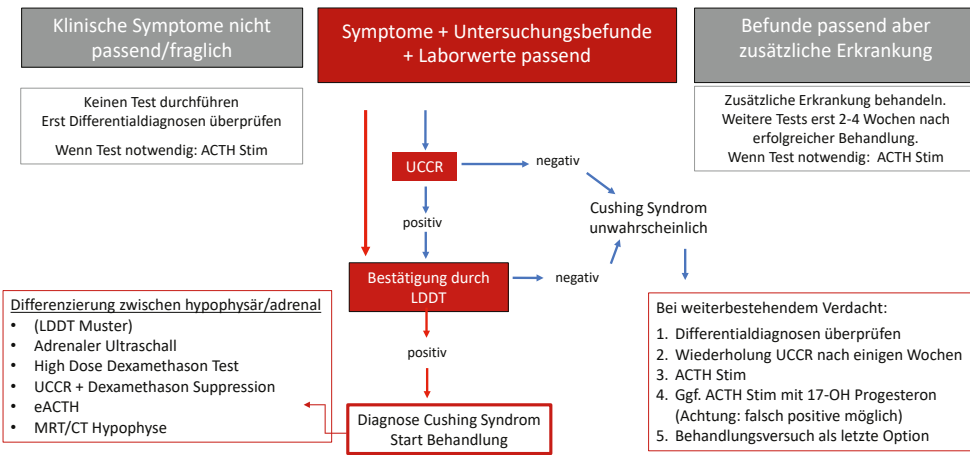 Klinische Symptome nicht
passend/fraglich
Symptome + Untersuchungsbefunde
+ Laborwerte passend
Befunde passend aber
zusätzliche Erkrankung
Keinen Test durchführen
Erst Differentialdiagnosen überprüfen
Wenn Test notwendig: ACTH Stim
Zusätzliche Erkrankung behandeln.
Weitere Tests erst 2-4 Wochen nach
erfolgreicher Behandlung.
Wenn Test notwendig: ACTH Stim
UCCR
negativ
positiv
Cushing Syndrom
unwahrscheinlich
Bestätigung durch
LDDT
negativ
positiv
Diagnose Cushing Syndrom
Start Behandlung
Differenzierung zwischen hypophysär/adrenal
• (LDDT Muster)
• Adrenaler Ultraschall
• High Dose Dexamethason Test
• UCCR + Dexamethason Suppression
• eACTH
• MRT/CT Hypophyse
Bei weiterbestehendem Verdacht:
1. Differentialdiagnosen überprüfen
2. Wiederholung UCCR nach einigen Wochen
3. ACTH Stim
4. Ggf. ACTH Stim mit 17-OH Progesteron
(Achtung: falsch positive möglich)
5. Behandlungsversuch als letzte Option